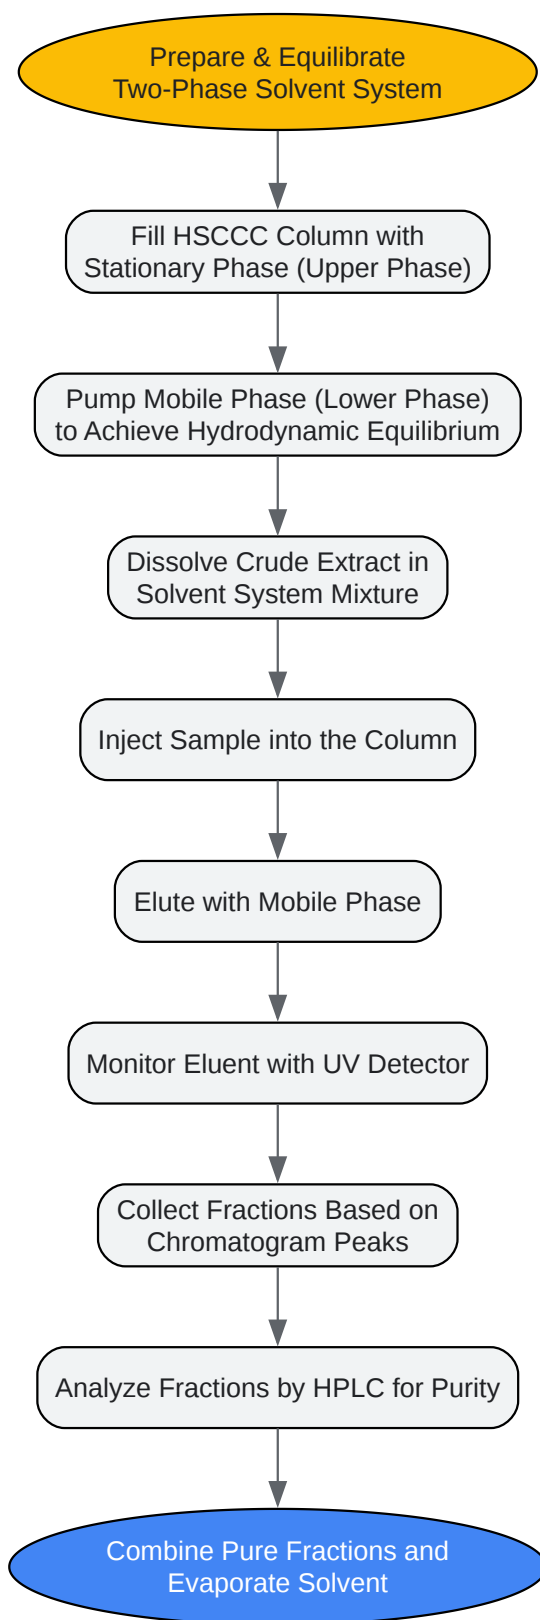 Prepare & Equilibrate
Two-Phase Solvent System
Fill HSCCC Column with
Stationary Phase (Upper Phase)
Pump Mobile Phase (Lower Phase)
to Achieve Hydrodynamic Equilibrium
Dissolve Crude Extract in
Solvent System Mixture
Inject Sample into the Column
Elute with Mobile Phase
Monitor Eluent with UV Detector
Collect Fractions Based on
Chromatogram Peaks
Analyze Fractions by HPLC for Purity
Combine Pure Fractions and
Evaporate Solvent